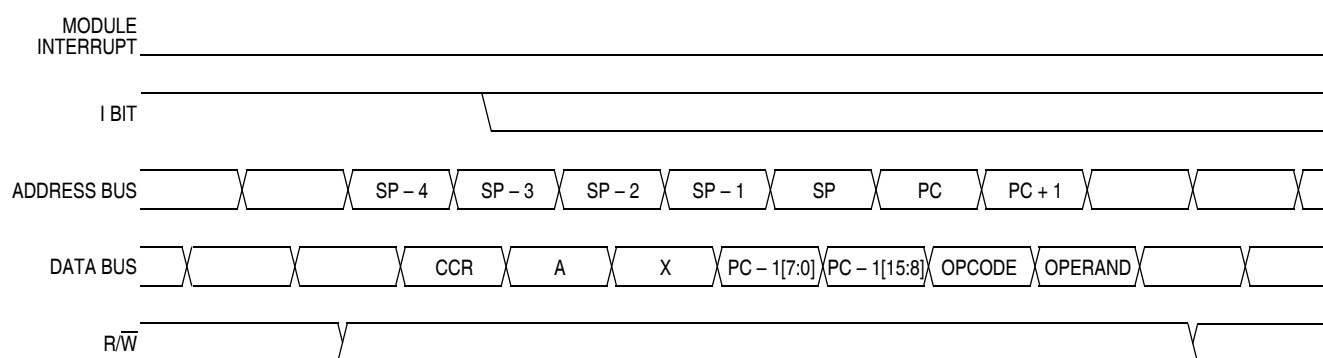 MODULE
INTERRUPT
I BIT
ADDRESS BUS SP – 4 SP – 3 SP – 2 SP – 1 SP PC PC + 1
DATA BUS CCR A X PC – 1[7:0] PC – 1[15:8] OPCODE OPERAND
R/W̅